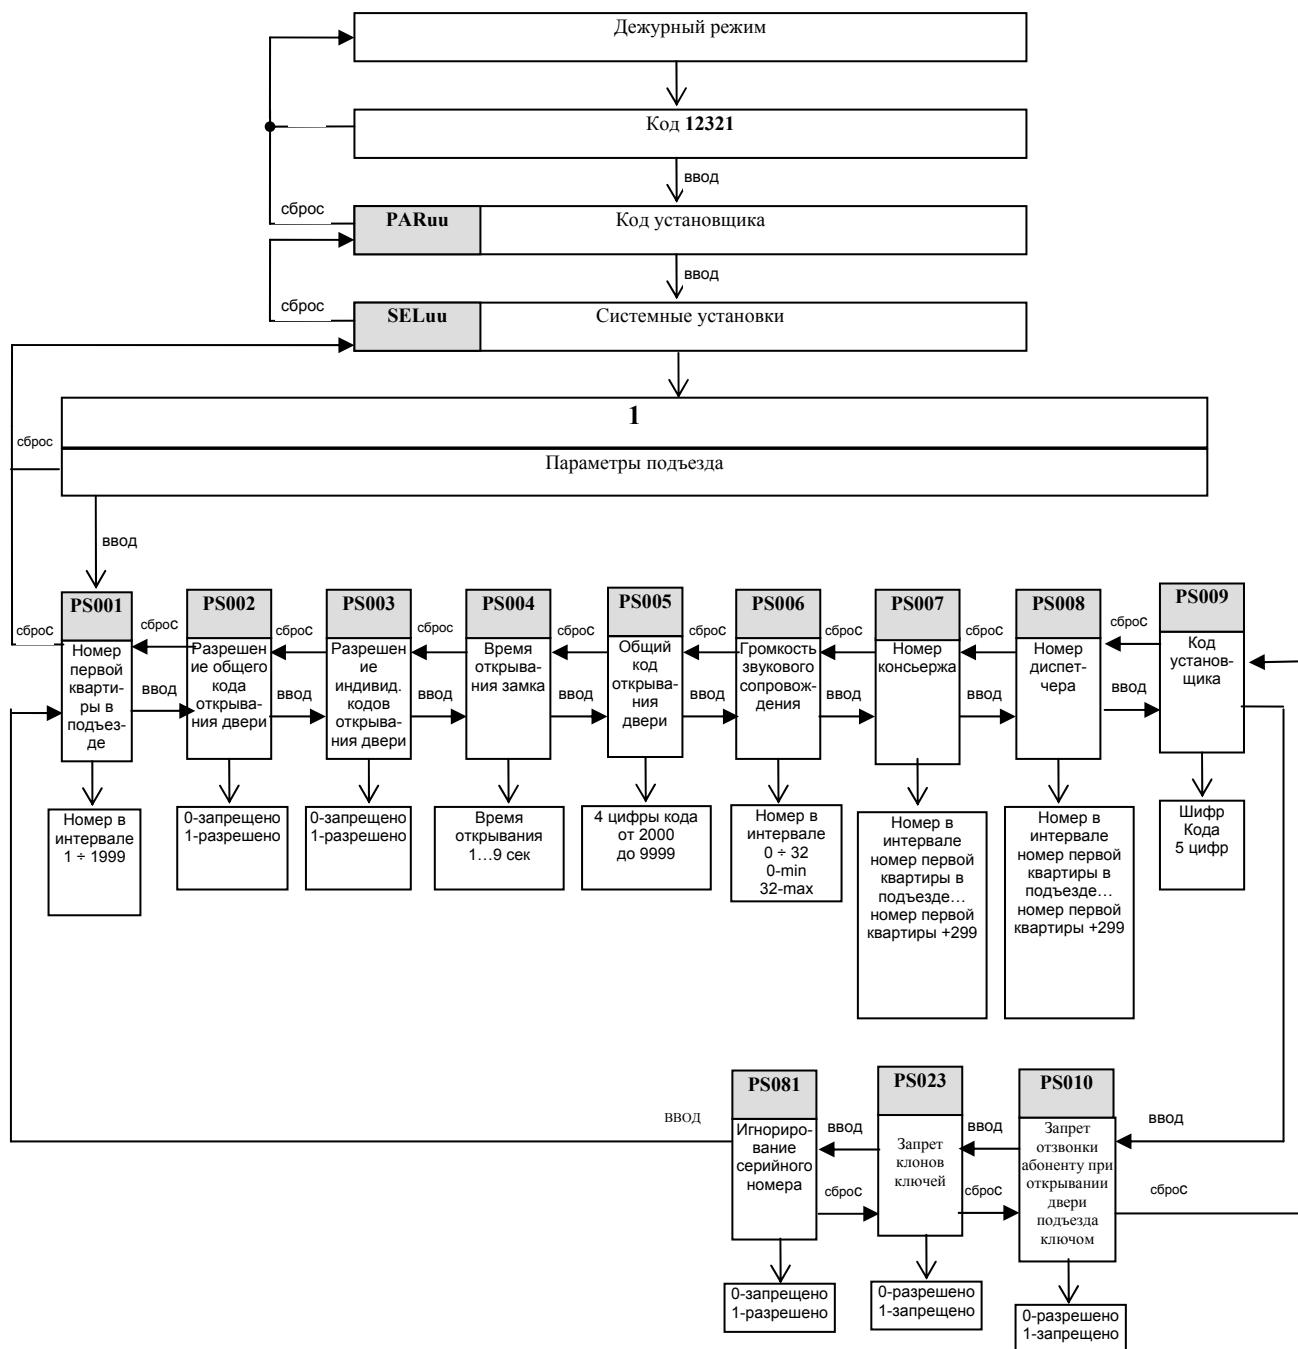 Дежурный режим
Код 12321
ввод
сброс
PARuu
Код установщика
ввод
сброс
SELuu
Системные установки
1
сброс
Параметры подъезда
ввод
PS001
PS002
PS003
PS004
PS005
PS006
PS007
PS008
PS009
сброс
сброс
сброс
сброс
сброс
сброс
сброс
сброс
сброс
ввод
ввод
ввод
ввод
ввод
ввод
ввод
ввод
Номер
первой
кварти-
ры в
подъез-
де
Разрешен
ие общего
кода
открыва-
ния двери
Разрешен
ие
индивид.
кодов
открыва-
ния двери
Время
открыва-
ния замка
Общий
код
открыва-
ния
двери
Громкость
звукового
сопровож-
дения
Номер
консьержа
Номер
диспет-
чера
Код
установ-
щика
Номер в
интервале
1 ÷ 1999
0-запрещено
1-разрешено
0-запрещено
1-разрешено
Время
открывания
1…9 сек
4 цифры кода
от 2000
до 9999
Номер в
интервале
0 ÷ 32
0-min
32-max
Номер в
интервале
номер первой
квартиры в
подъезде…
номер первой
квартиры +299
Номер в
интервале
номер первой
квартиры в
подъезде…
номер первой
квартиры +299
Шифр
Кода
5 цифр
PS081
PS023
PS010
ввод
ввод
ввод
ввод
Игнориро-
вание
серийного
номера
Запрет
клонов
ключей
Запрет
отзвонки
абоненту при
открывании
двери
подъезда
ключом
сброс
сброс
сброс
0-запрещено
1-разрешено
0-разрешено
1-запрещено
0-разрешено
1-запрещено